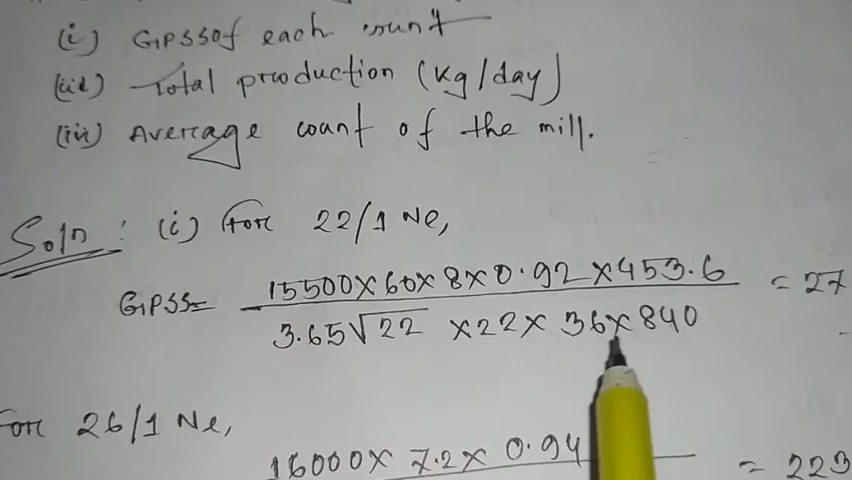 (i) GPSS of each count
(ii) Total production (Kg/day)
(iii) Average count of the mill.
Soln : (i) For 22/1 Ne,
GPSS = 15500×60×8×0.92×453.6 = 27
3.65√22 ×22× 36×840
For 26/1 Ne,
16000× 7.2× 0.94 = 223